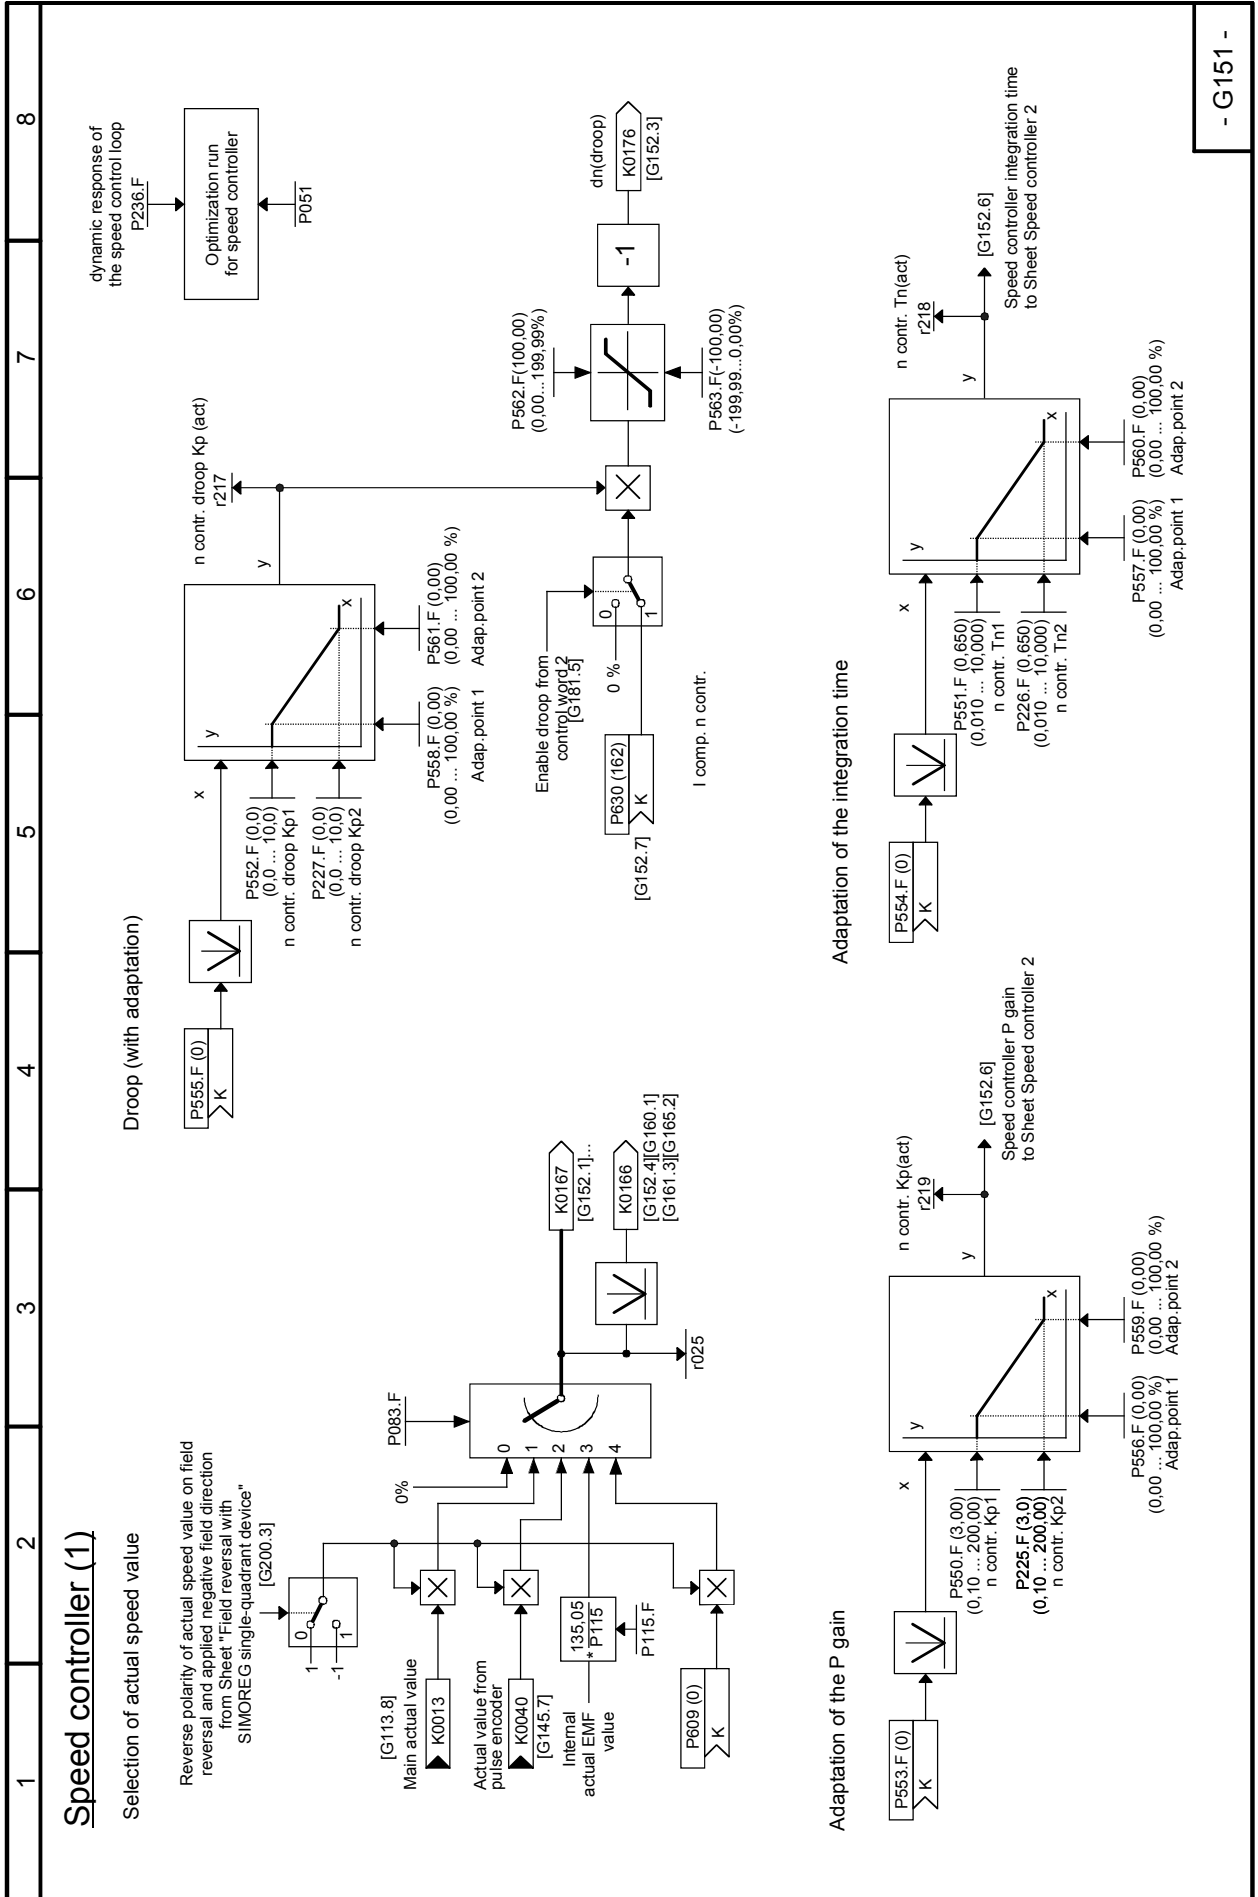 1
2
3
4
5
6
7
8
Speed controller (1)
Selection of actual speed value
Reverse polarity of actual speed value on field
reversal and applied negative field direction
from Sheet "Field reversal with
SIMOREG single-quadrant device"
[G200.3]
0
1
1
-1
[G113.8]
Main actual value
K0013
Actual value from
pulse encoder
K0040
[G145.7]
Internal
actual EMF
value
135,05
* P115
P115.F
P609 (0)
K
0%
P083.F
0
1
2
3
4
r025
K0167
[G152.1]...
K0166
[G152.4][G160.1]
[G161.3][G165.2]
Droop (with adaptation)
P555.F (0)
K
x
P552.F (0,0)
(0,0 ... 10,0)
n contr. droop Kp1
P227.F (0,0)
(0,0 ... 10,0)
n contr. droop Kp2
y
x
P558.F (0,00)
(0,00 ... 100,00 %)
Adap.point 1
P561.F (0,00)
(0,00 ... 100,00 %)
Adap.point 2
y
n contr. droop Kp (act)
r217
Enable droop from
control word 2
[G181.5]
0 %
0
1
P630 (162)
K
[G152.7]
I comp. n contr.
P562.F(100,00)
(0,00...199,99%)
P563.F(-100,00)
(-199,99...0,00%)
-1
dn(droop)
K0176
[G152.3]
dynamic response of
the speed control loop
P236.F
Optimization run
for speed controller
P051
Adaptation of the P gain
P553.F (0)
K
x
P550.F (3,00)
(0,10 ... 200,00)
n contr. Kp1
P225.F (3,0)
(0,10 ... 200,00)
n contr. Kp2
y
x
P556.F (0,00)
(0,00 ... 100,00 %)
Adap.point 1
P559.F (0,00)
(0,00 ... 100,00 %)
Adap.point 2
y
n contr. Kp(act)
r219
[G152.6]
Speed controller P gain
to Sheet Speed controller 2
Adaptation of the integration time
P554.F (0)
K
x
P551.F (0,650)
(0,010 ... 10,000)
n contr. Tn1
P226.F (0,650)
(0,010 ... 10,000)
n contr. Tn2
y
x
P557.F (0,00)
(0,00 ... 100,00 %)
Adap.point 1
P560.F (0,00)
(0,00 ... 100,00 %)
Adap.point 2
y
n contr. Tn(act)
r218
[G152.6]
Speed controller integration time
to Sheet Speed controller 2
- G151 -